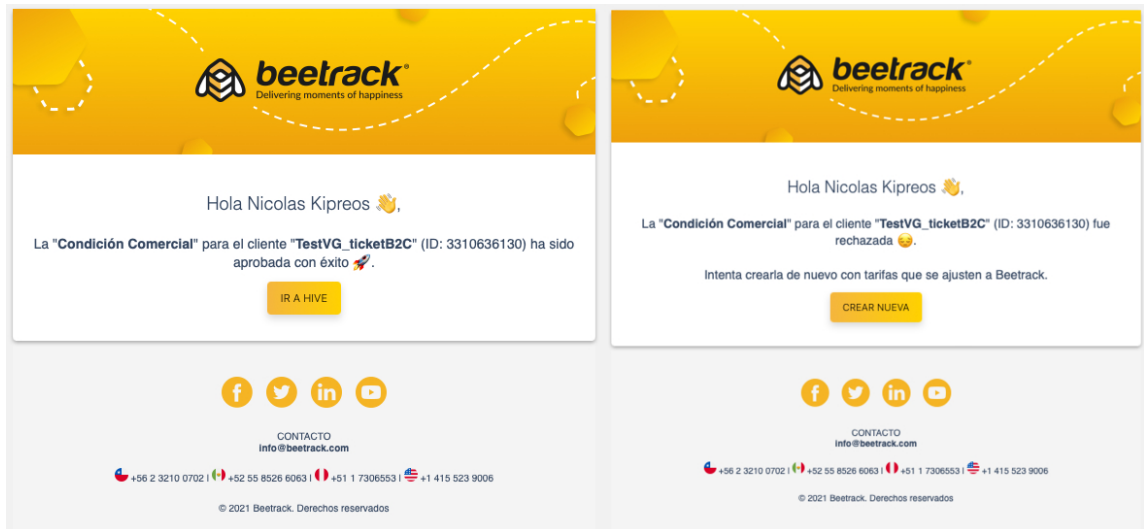 beetrack®
Delivering moments of happiness
Hola Nicolas Kipreos 👋,
La "Condición Comercial" para el cliente "TestVG_ticketB2C" (ID: 3310636130) ha sido
aprobada con éxito 🚀.
IR A HIVE
CONTACTO
info@beetrack.com
+56 2 3210 0702 | +52 55 8526 6063 | +51 1 7306553 | +1 415 523 9006
© 2021 Beetrack. Derechos reservados
beetrack®
Delivering moments of happiness
Hola Nicolas Kipreos 👋,
La "Condición Comercial" para el cliente "TestVG_ticketB2C" (ID: 3310636130) fue
rechazada 😔.
Intenta crearla de nuevo con tarifas que se ajusten a Beetrack.
CREAR NUEVA
CONTACTO
info@beetrack.com
+56 2 3210 0702 | +52 55 8526 6063 | +51 1 7306553 | +1 415 523 9006
© 2021 Beetrack. Derechos reservados